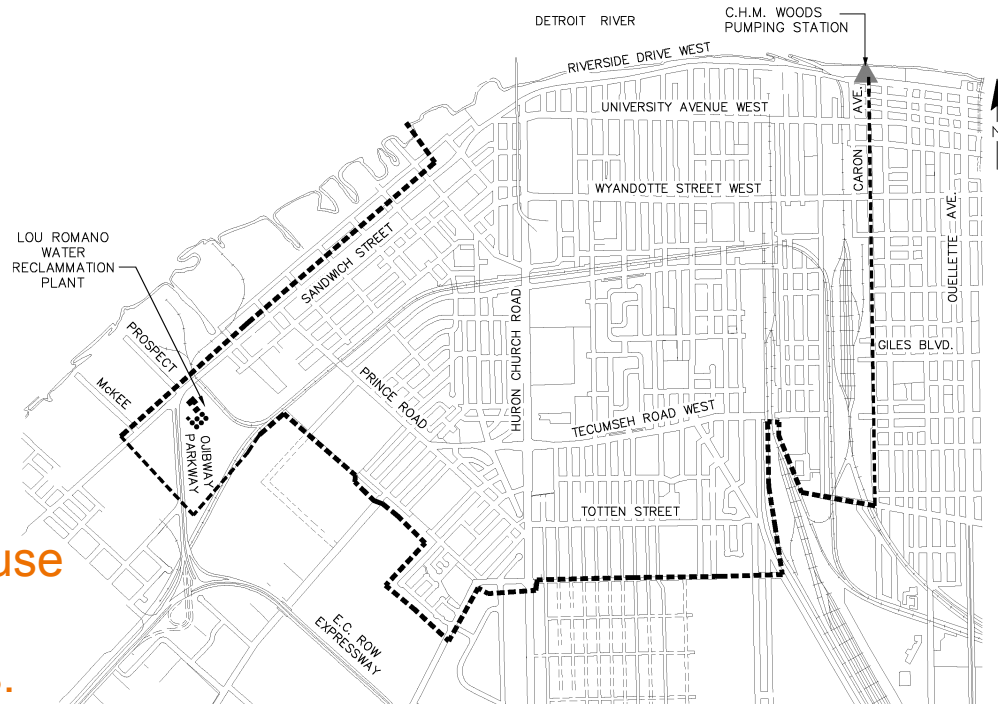 DETROIT RIVER
C.H.M. WOODS
PUMPING STATION
RIVERSIDE DRIVE WEST
UNIVERSITY AVENUE WEST
CARON AVE.
WYANDOTTE STREET WEST
OUELLETTE AVE.
N
LOU ROMANO
WATER
RECLAMMATION
PLANT
SANDWICH STREET
HURON CHURCH ROAD
PROSPECT
McKEE
GILES BLVD.
PRINCE ROAD
TECUMSEH ROAD WEST
OJIBWAY
PARKWAY
TOTTEN STREET
use
E.C. ROW
EXPRESSWAY
.